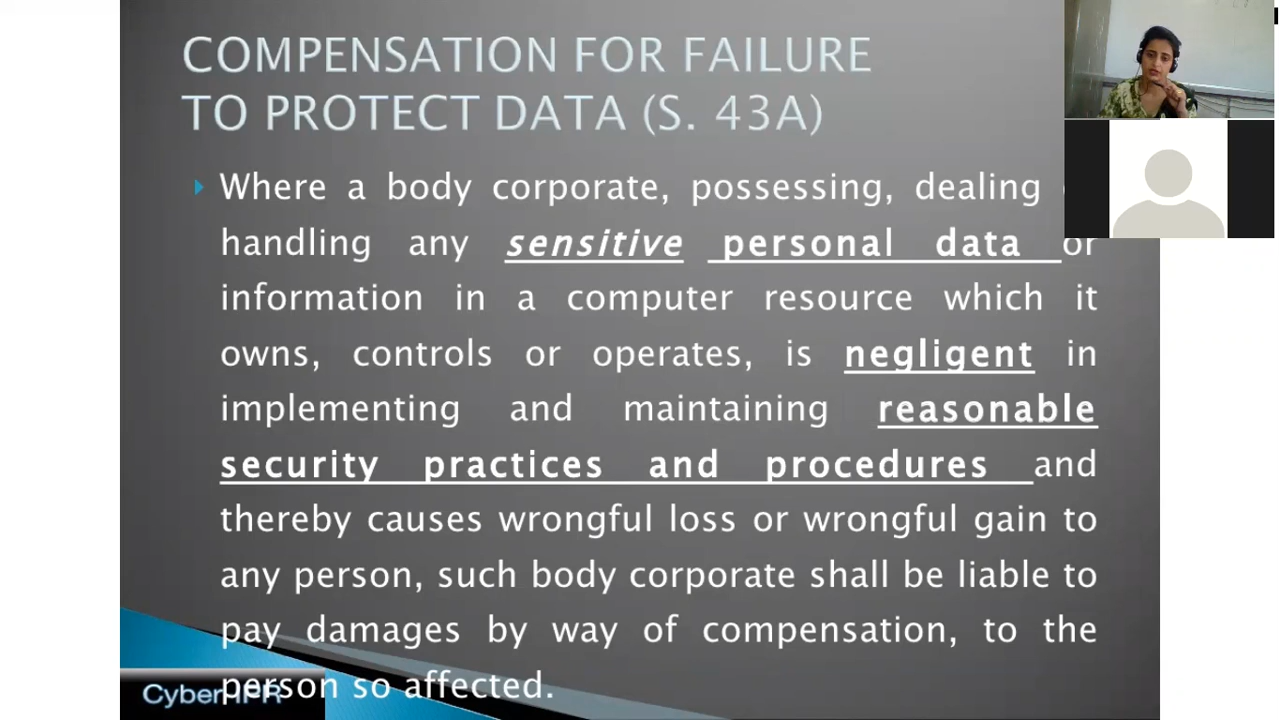 COMPENSATION FOR FAILURE
TO PROTECT DATA (S. 43A)
Where a body corporate, possessing, dealing
handling any sensitive personal data or
information in a computer resource which it
owns, controls or operates, is negligent in
implementing and maintaining reasonable
security practices and procedures and
thereby causes wrongful loss or wrongful gain to
any person, such body corporate shall be liable to
pay damages by way of compensation, to the
person so affected.
Cyber IPR